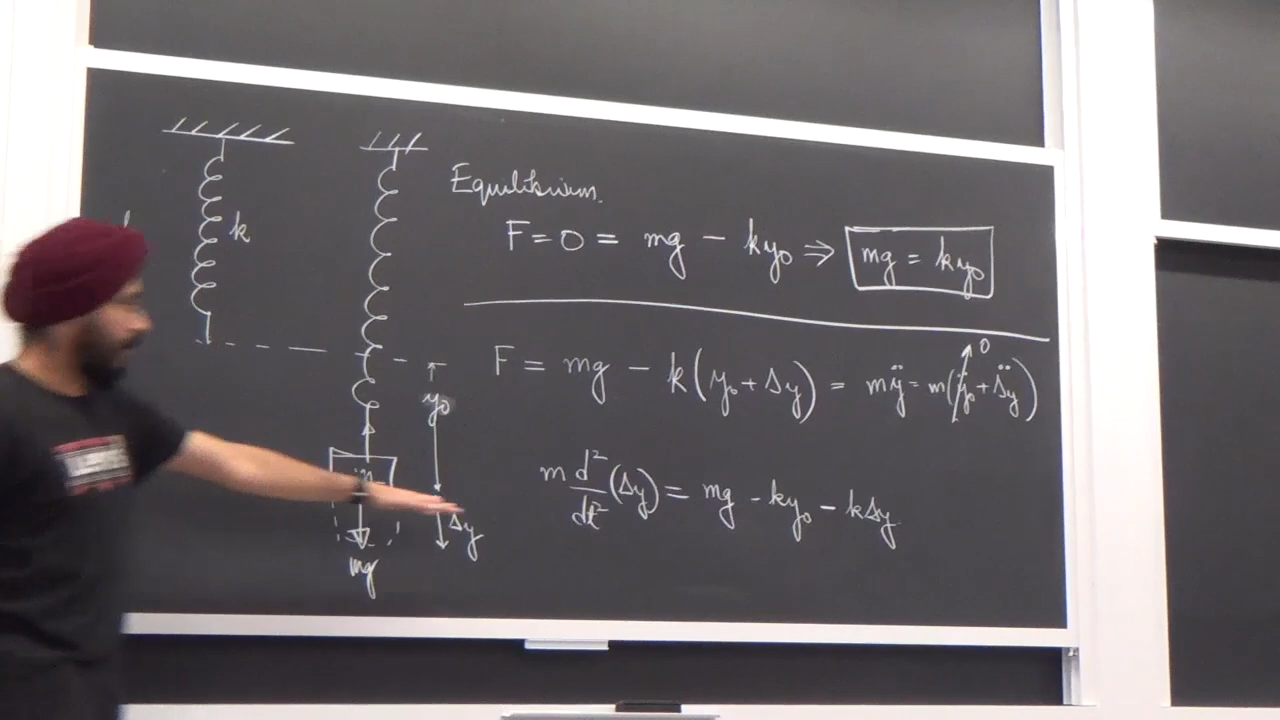 k
Equilibrium.
F = 0 = mg - ky₀ ⇒ mg = ky₀
F = mg - k(y₀ + Δy) = mÿ = m(ÿ₀ + Δ̈y) 0
y₀
m d²/dt² (Δy) = mg - ky₀ - kΔy
Δy
mg